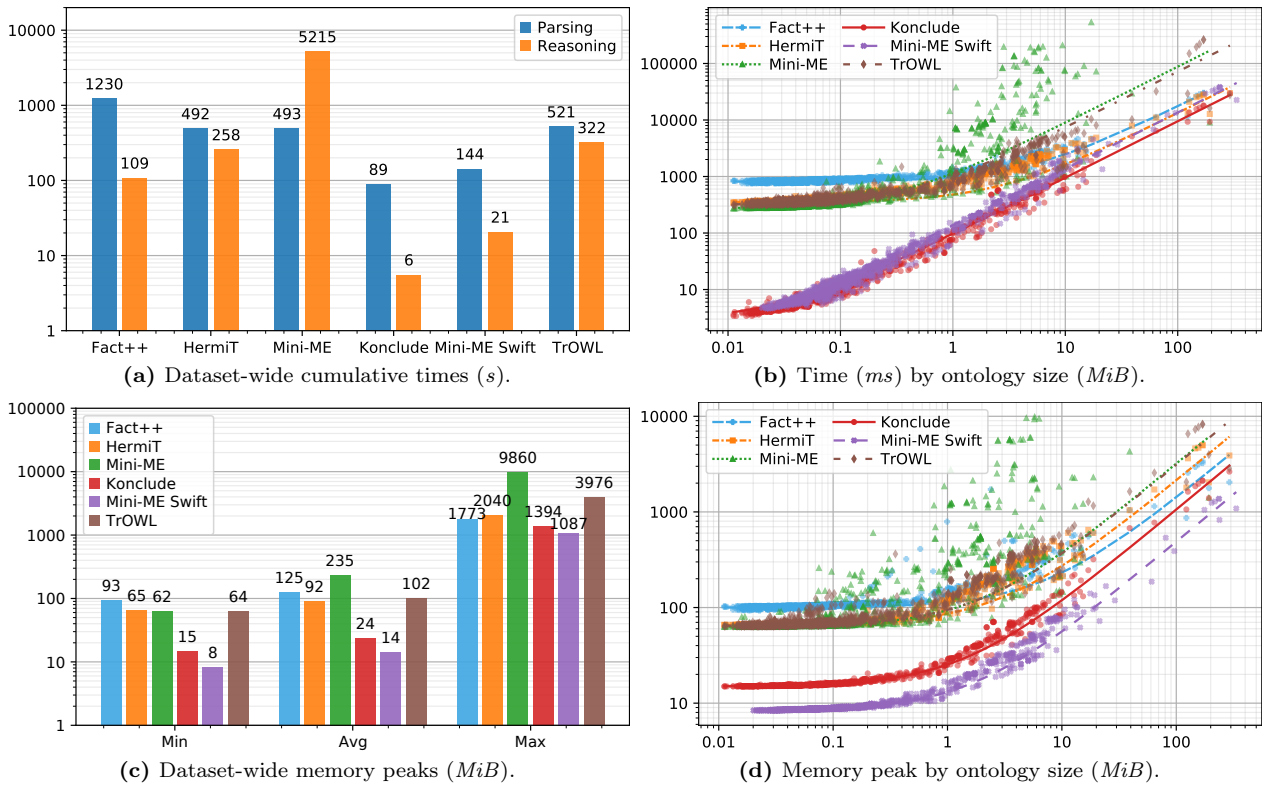 10000
1000
100
10
1
Parsing
Reasoning
1230
109
492
258
493
5215
89
6
144
21
521
322
Fact++
HermiT
Mini-ME
Konclude
Mini-ME Swift
TrOWL
(a) Dataset-wide cumulative times (s).
100000
10000
1000
100
10
Fact++
HermiT
Mini-ME
Konclude
Mini-ME Swift
TrOWL
0.01
0.1
1
10
100
(b) Time (ms) by ontology size (MiB).
100000
10000
1000
100
10
1
Fact++
HermiT
Mini-ME
Konclude
Mini-ME Swift
TrOWL
93
65
62
15
8
64
125
92
235
24
14
102
1773
2040
9860
1394
1087
3976
Min
Avg
Max
(c) Dataset-wide memory peaks (MiB).
10000
1000
100
10
Fact++
HermiT
Mini-ME
Konclude
Mini-ME Swift
TrOWL
0.01
0.1
1
10
100
(d) Memory peak by ontology size (MiB).